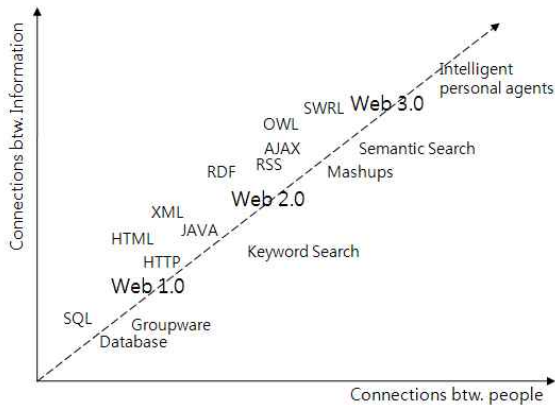 Connections btw. Information
Intelligent
personal agents
SWRL
Web 3.0
OWL
AJAX
Semantic Search
RSS
Mashups
RDF
Web 2.0
XML
JAVA
HTML
Keyword Search
HTTP
Web 1.0
SQL
Groupware
Database
Connections btw. people